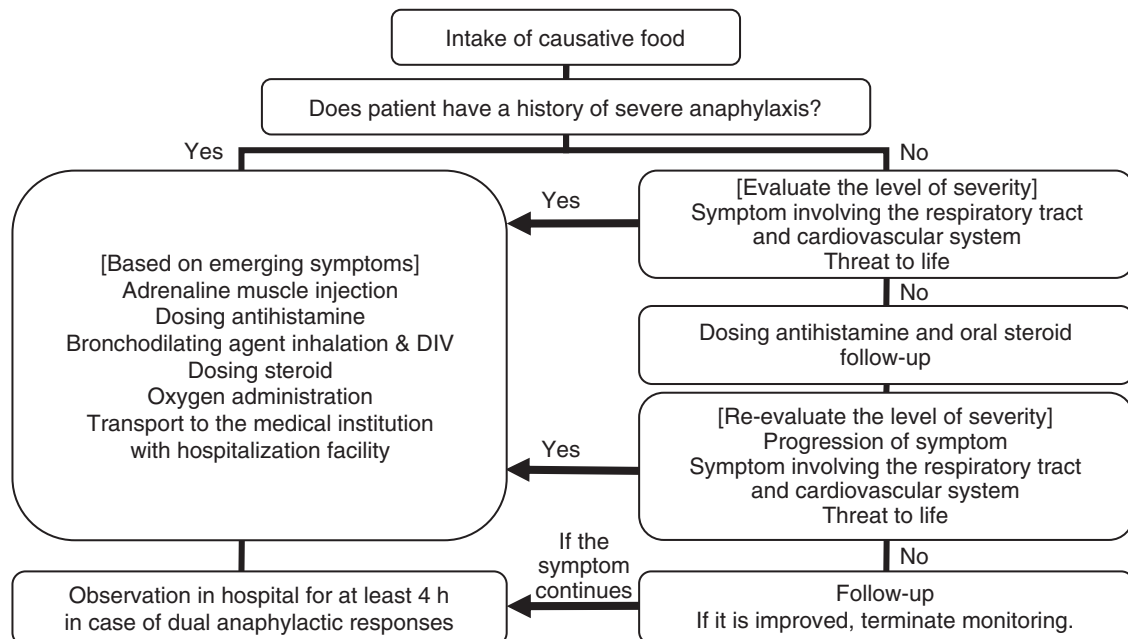 Intake of causative food
Does patient have a history of severe anaphylaxis?
Yes
No
[Evaluate the level of severity]
Symptom involving the respiratory tract
and cardiovascular system
Threat to life
Yes
[Based on emerging symptoms]
Adrenaline muscle injection
Dosing antihistamine
Bronchodilating agent inhalation & DIV
Dosing steroid
Oxygen administration
Transport to the medical institution
with hospitalization facility
No
Dosing antihistamine and oral steroid
follow-up
[Re-evaluate the level of severity]
Progression of symptom
Symptom involving the respiratory tract
and cardiovascular system
Threat to life
Yes
No
If the
symptom
continues
Follow-up
If it is improved, terminate monitoring.
Observation in hospital for at least 4 h
in case of dual anaphylactic responses